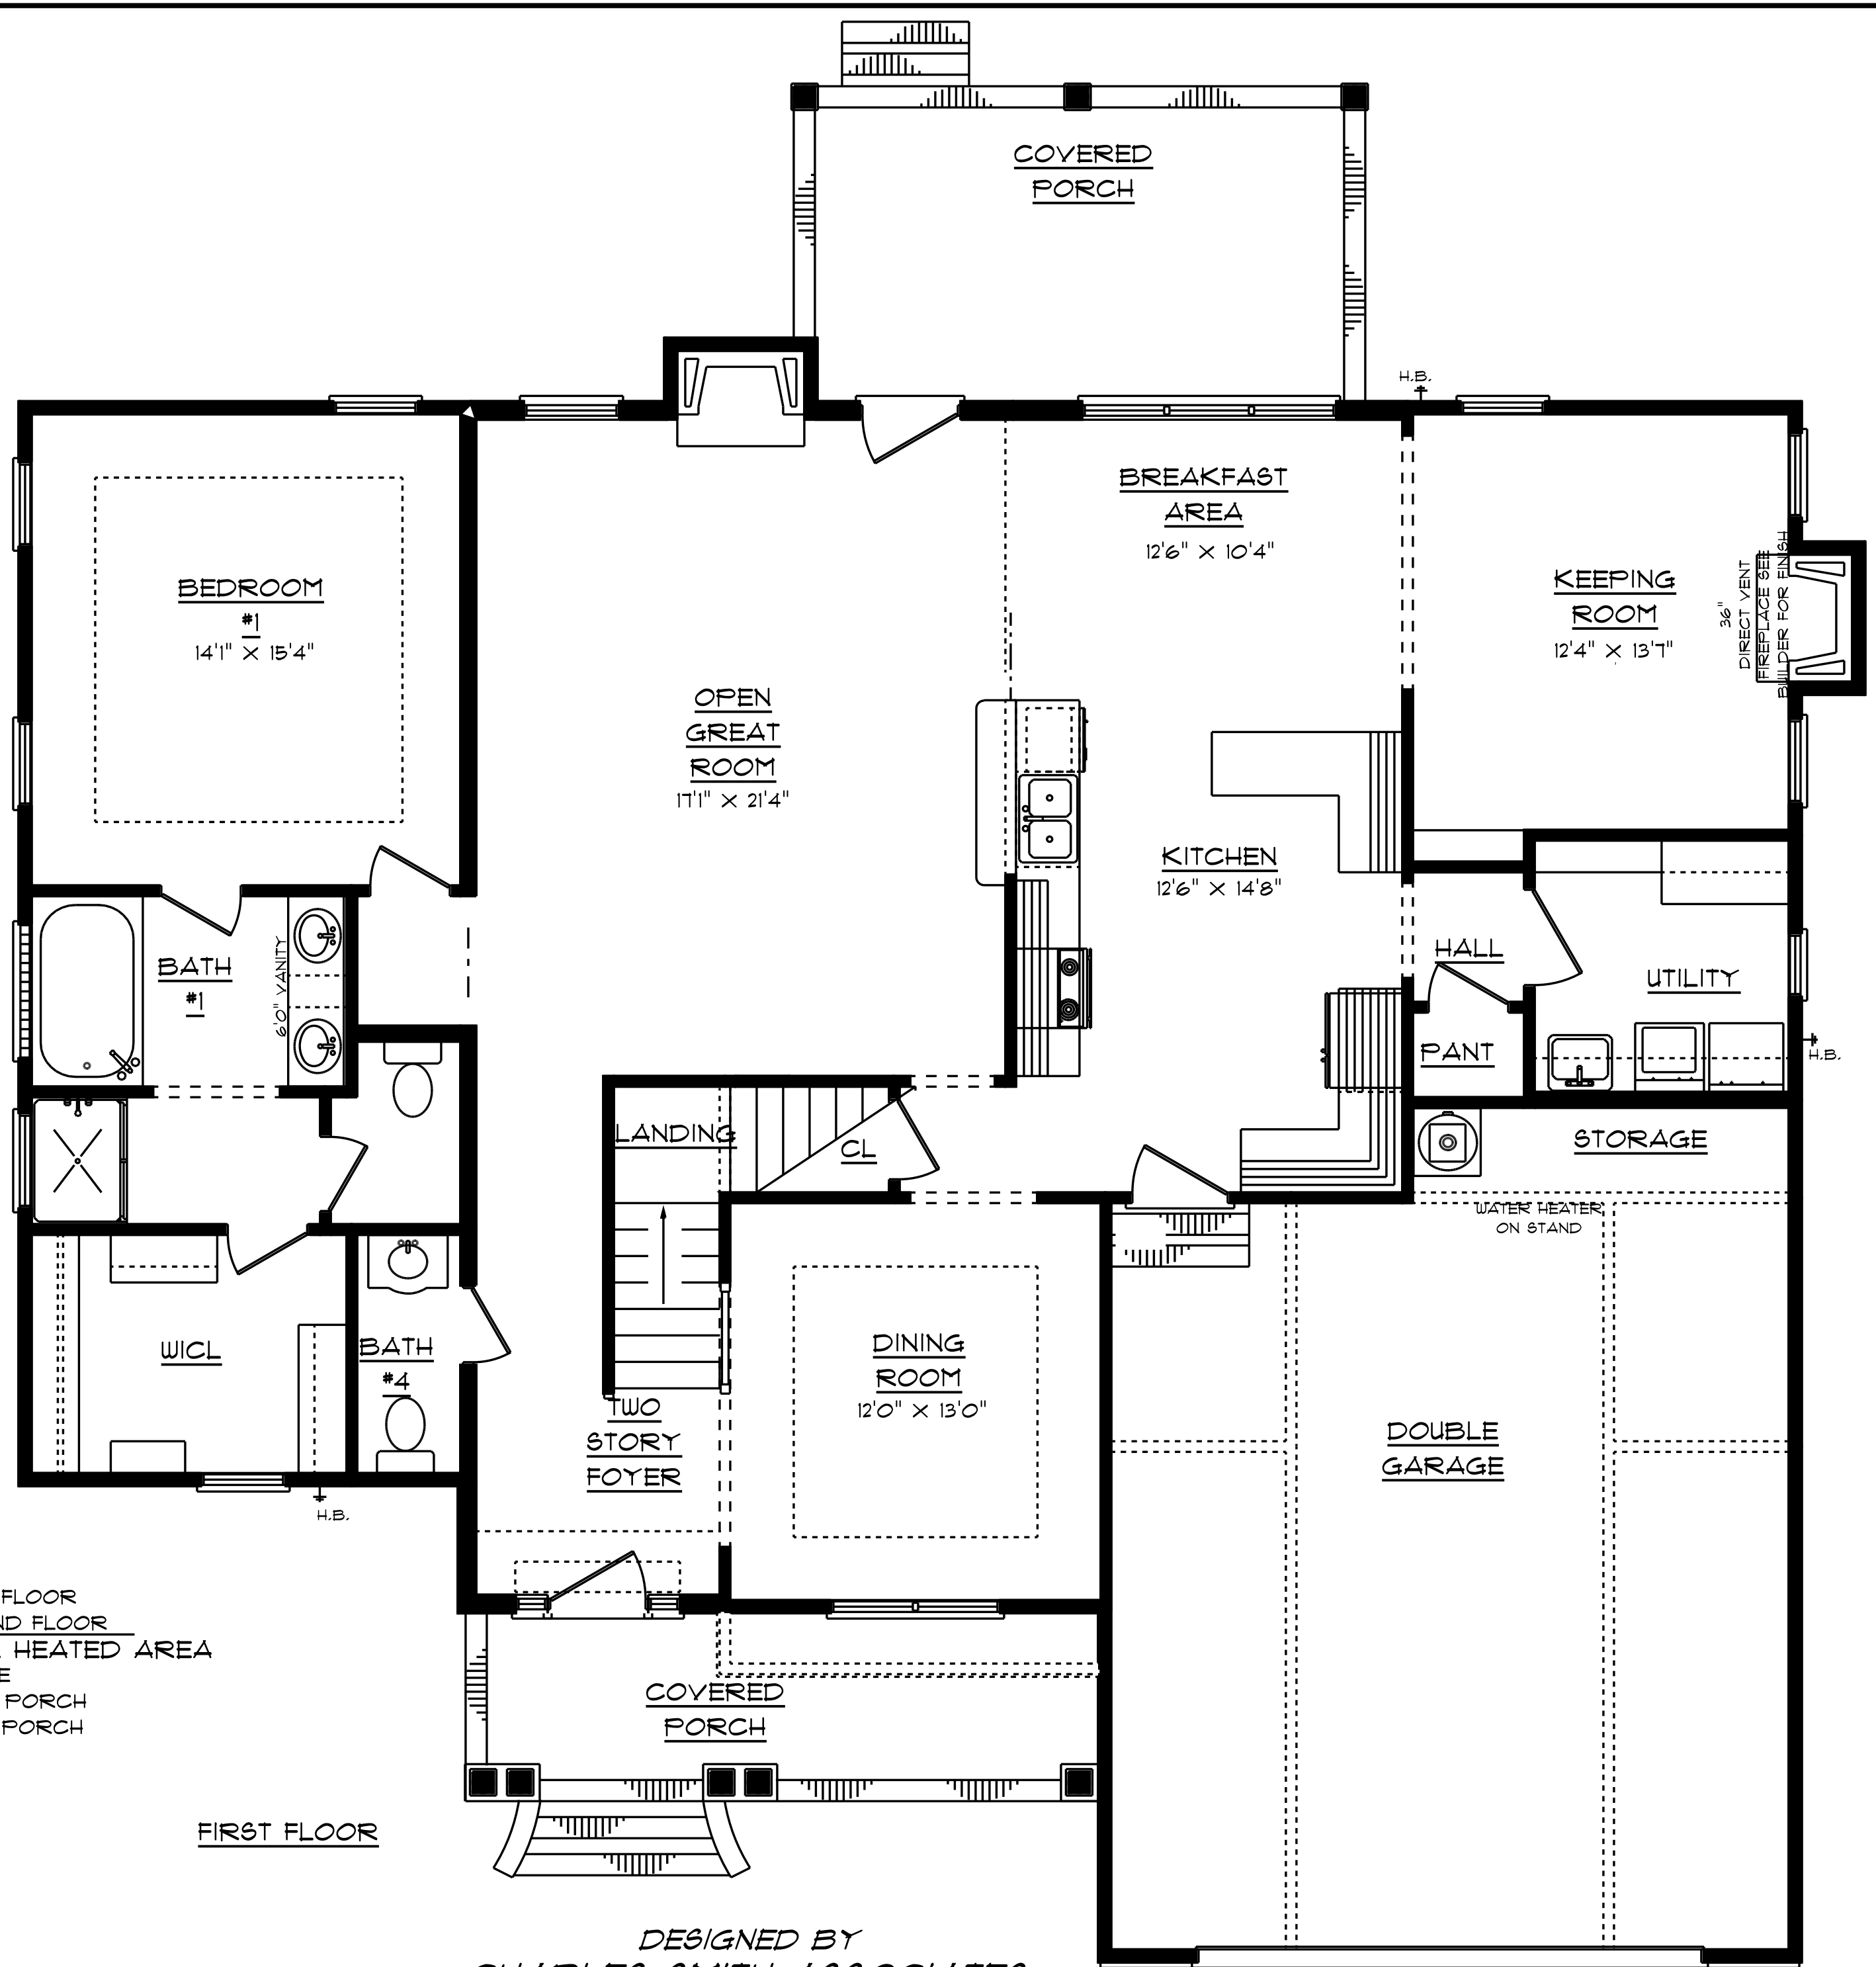 COVERED
PORCH
H.B.
BREAKFAST
AREA
12'6" X 10'4"
BEDROOM
#1
14'1" X 15'4"
KEEPING
ROOM
12'4" X 13'7"
36"
DIRECT VENT
FIREPLACE SEE
BUILDER FOR FINISH
OPEN
GREAT
ROOM
17'1" X 21'4"
KITCHEN
12'6" X 14'8"
BATH
#1
6'0" VANITY
HALL
UTILITY
PANT
H.B.
LANDING
CL
STORAGE
WATER HEATER
ON STAND
WICL
BATH
#4
DINING
ROOM
12'0" X 13'0"
TWO
STORY
FOYER
DOUBLE
GARAGE
H.B.
FLOOR
FLOOR
HEATED AREA
PORCH
PORCH
COVERED
PORCH
FIRST FLOOR
DESIGNED BY